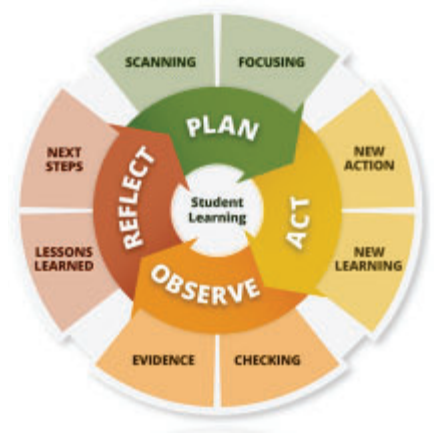 SCANNING
FOCUSING
PLAN
NEXT
STEPS
NEW
ACTION
REFLECT
Student
Learning
ACT
LESSONS
LEARNED
NEW
LEARNING
OBSERVE
EVIDENCE
CHECKING